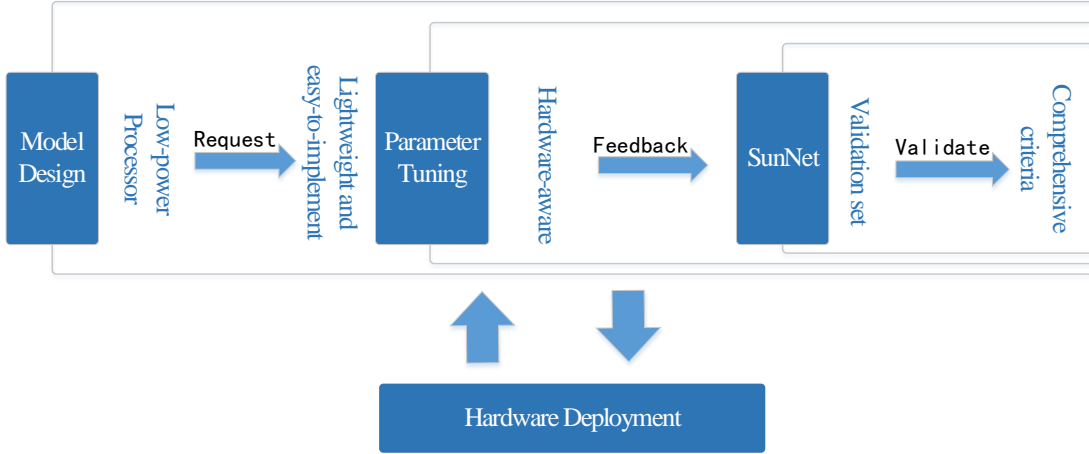 Model
Design
Low-power
Processor
Request
Lightweight and
easy-to-implement
Parameter
Tuning
Hardware-aware
Feedback
SunNet
Validation set
Validate
Comprehensive
criteria
Hardware Deployment